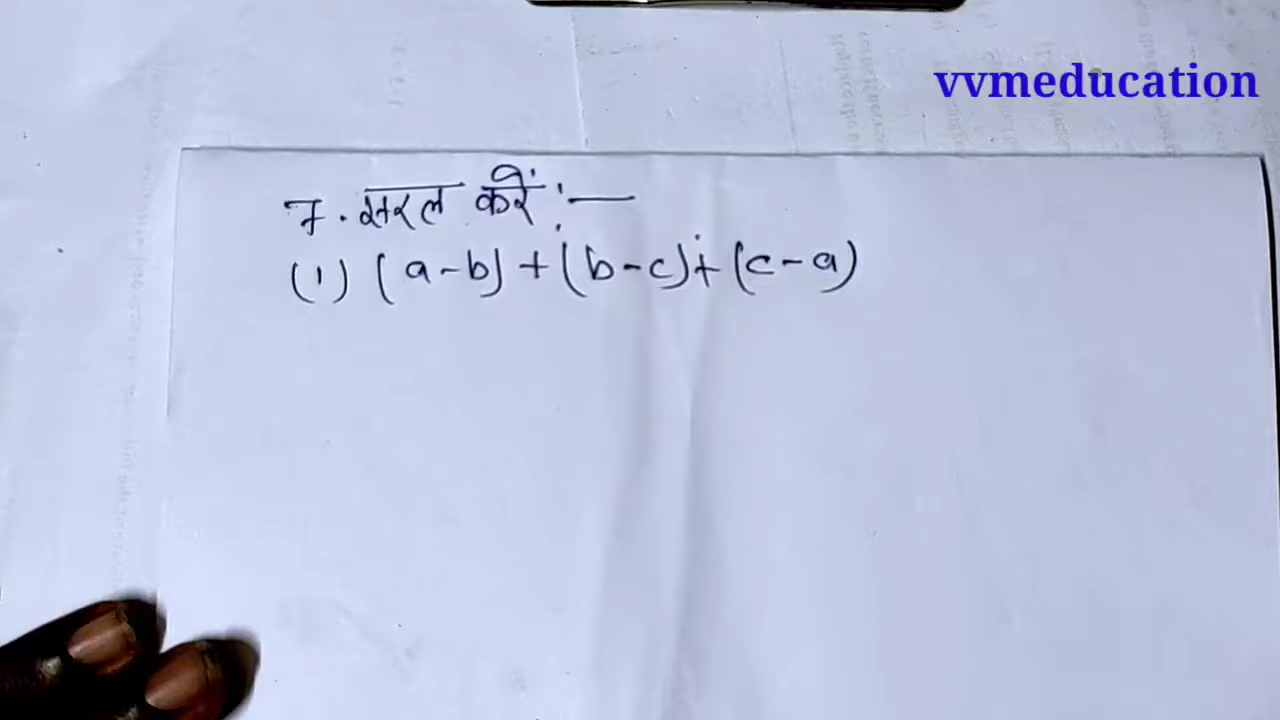 vvmeducation
7. सरल करें :—
(1) (a-b) + (b-c) + (c-a)